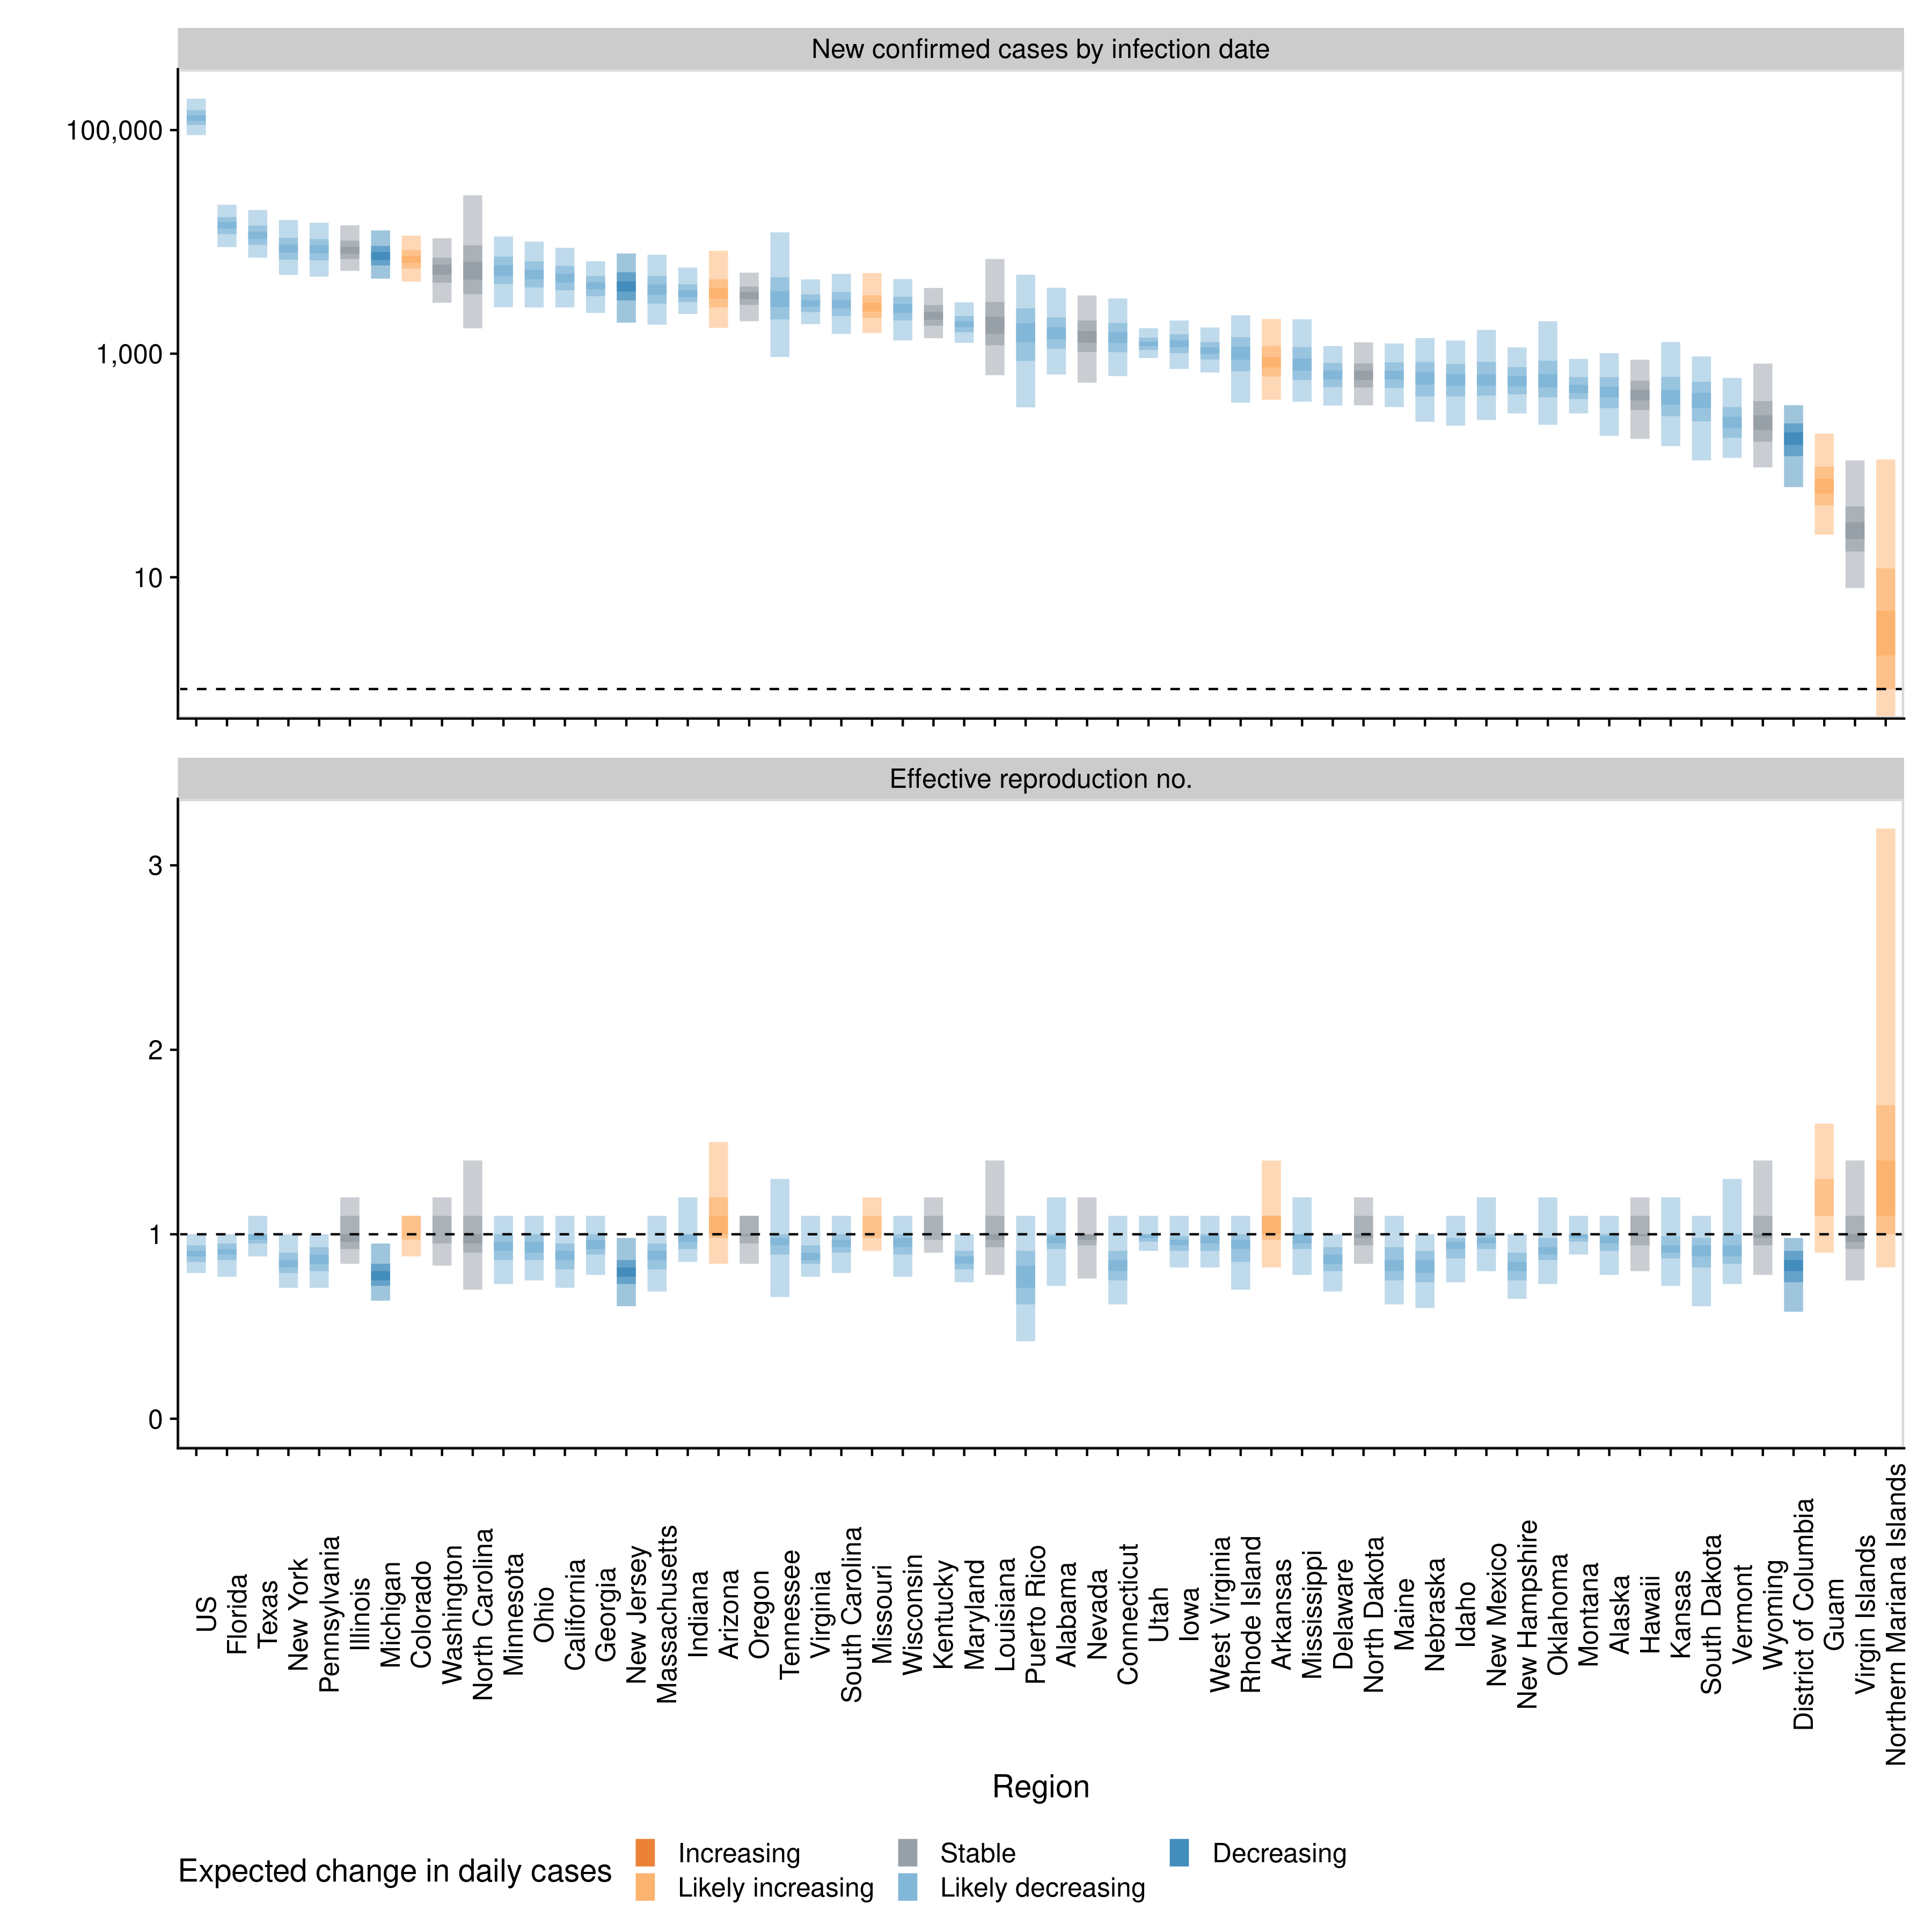 New confirmed cases by infection date
100,000
1,000
10
Effective reproduction no.
3
2
1
0
US
Florida
Texas
New York
Pennsylvania
Illinois
Michigan
Colorado
Washington
North Carolina
Minnesota
Ohio
California
Georgia
New Jersey
Massachusetts
Indiana
Arizona
Oregon
Tennessee
Virginia
South Carolina
Missouri
Wisconsin
Kentucky
Maryland
Louisiana
Puerto Rico
Alabama
Nevada
Connecticut
Utah
Iowa
West Virginia
Rhode Island
Arkansas
Mississippi
Delaware
North Dakota
Maine
Nebraska
Idaho
New Mexico
New Hampshire
Oklahoma
Montana
Alaska
Hawaii
Kansas
South Dakota
Vermont
Wyoming
District of Columbia
Guam
Virgin Islands
Northern Mariana Islands
Region
Expected change in daily cases
Increasing
Likely increasing
Stable
Likely decreasing
Decreasing